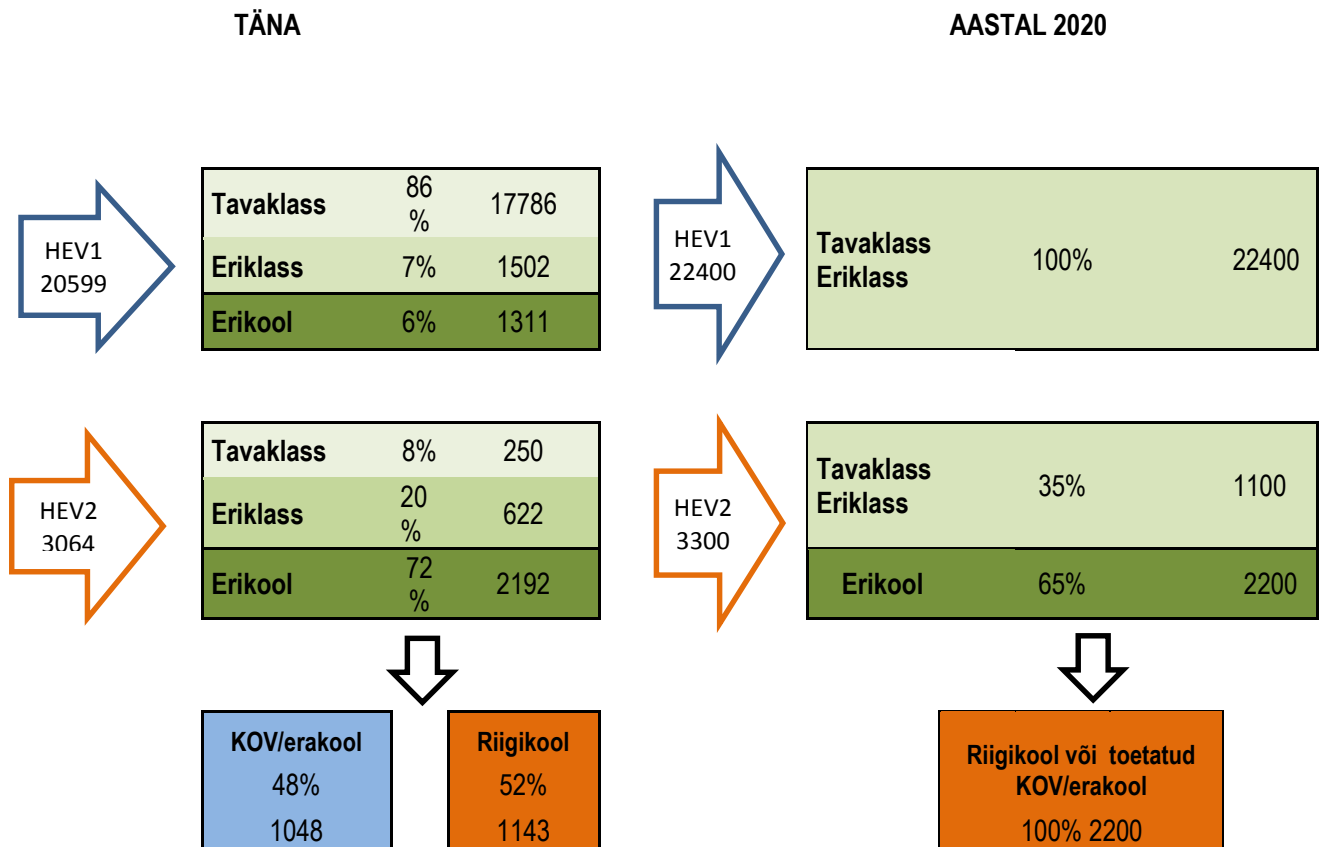 TÄNA
AASTAL 2020
HEV1
20599
Tavaklass 86 % 17786
Eriklass 7% 1502
Erikool 6% 1311
HEV1
22400
Tavaklass
Eriklass
100% 22400
HEV2
3064
Tavaklass 8% 250
Eriklass 20 % 622
Erikool 72 % 2192
HEV2
3300
Tavaklass
Eriklass
35% 1100
Erikool 65% 2200
KOV/erakool
48%
1048
Riigikool
52%
1143
Riigikool või toetatud
KOV/erakool
100% 2200